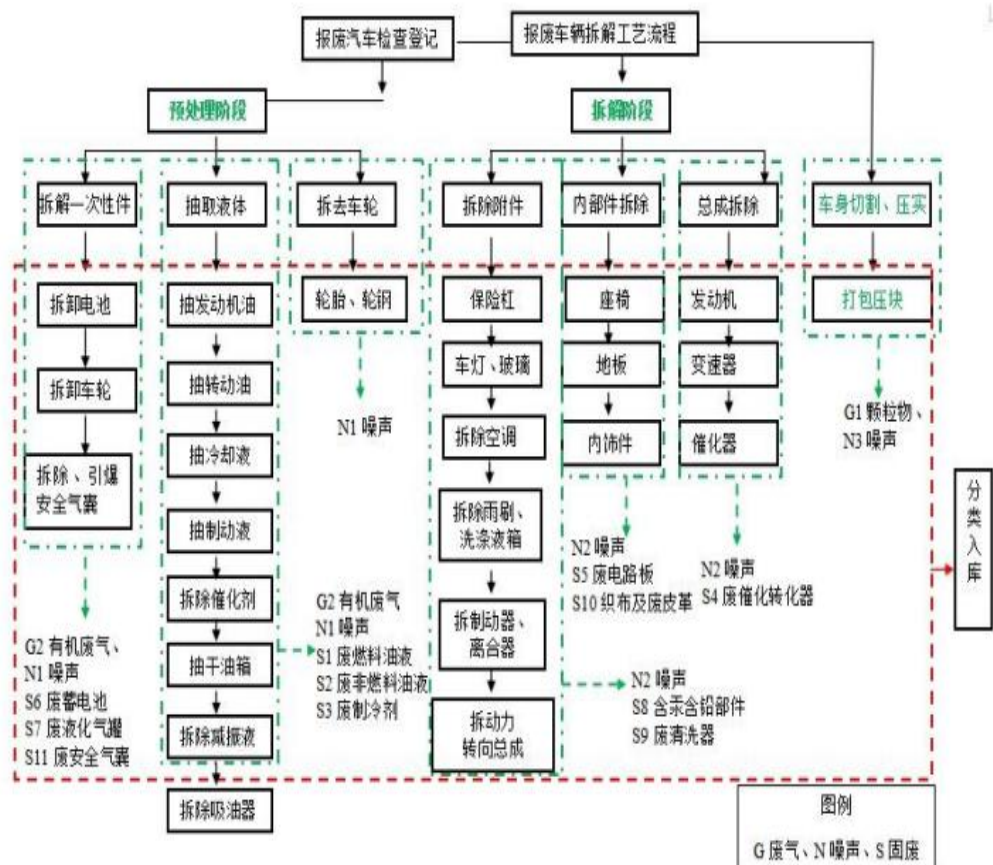 报废汽车检查登记
报废车辆拆解工艺流程
预处理阶段
拆解阶段
拆解一次性件
抽取液体
拆去车轮
拆除附件
内部件拆除
总成拆除
车身切割、压实
拆卸电池
拆卸车轮
拆除、引爆
安全气囊
G2 有机废气、
N1 噪声
S6 废蓄电池
S7 废液化气罐
S11 废安全气囊
抽发动机油
抽转动油
抽冷却液
抽制动液
拆除催化剂
抽干油箱
拆除减振液
拆除吸油器
G2 有机废气
N1 噪声
S1 废燃料油液
S2 废非燃料油液
S3 废制冷剂
轮胎、轮钢
N1 噪声
保险杠
车灯、玻璃
拆除空调
拆除雨刷、
洗涤液箱
拆制动器、
离合器
拆动力
转向总成
N2 噪声
S8 含汞含铅部件
S9 废清洗器
座椅
地板
内饰件
N2 噪声
S5 废电路板
S10 织布及废皮革
发动机
变速器
催化器
N2 噪声
S4 废催化转化器
打包压块
G1 颗粒物、
N3 噪声
分类入库
图例
G 废气、N 噪声、S 固废